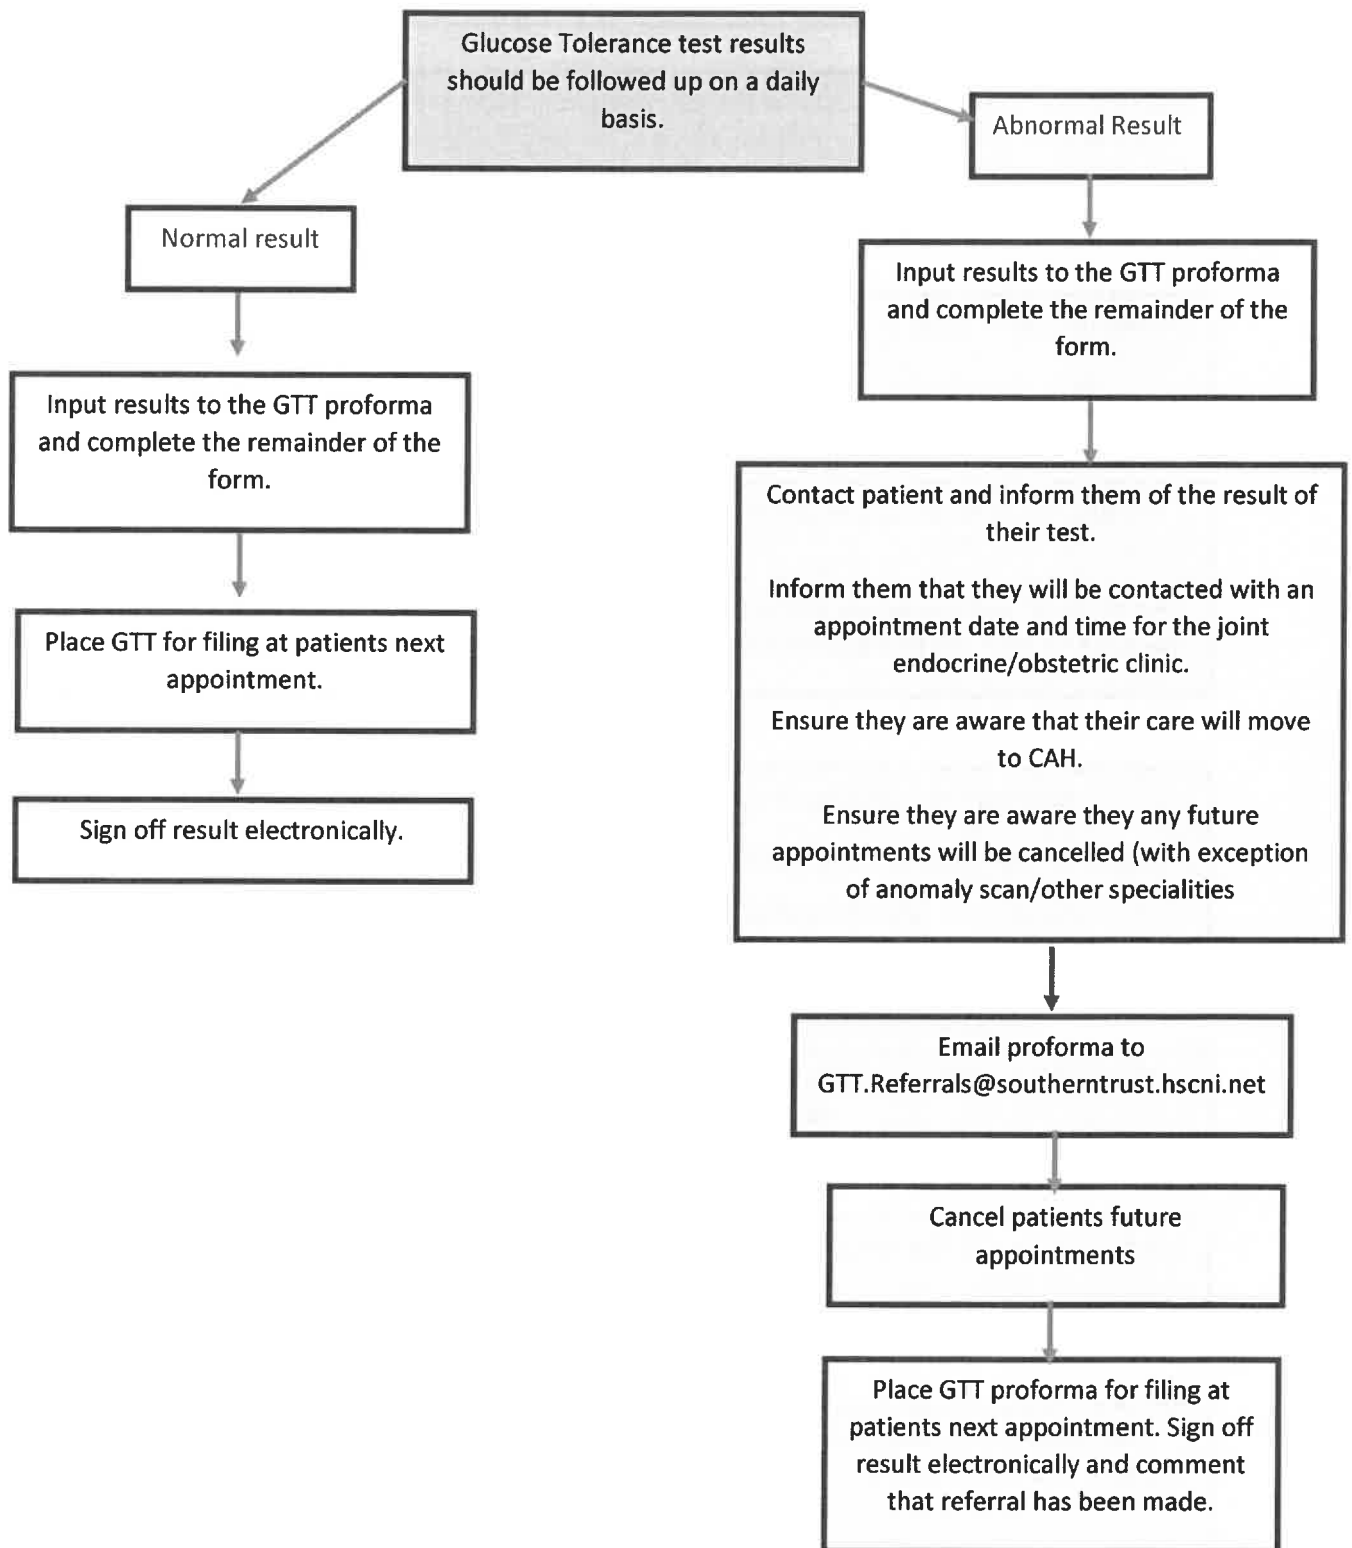 Glucose Tolerance test results
should be followed up on a daily
basis.
Abnormal Result
Normal result
Input results to the GTT proforma
and complete the remainder of the
form.
Input results to the GTT proforma
and complete the remainder of the
form.
Contact patient and inform them of the result of
their test.
Inform them that they will be contacted with an
appointment date and time for the joint
endocrine/obstetric clinic.
Ensure they are aware that their care will move
to CAH.
Ensure they are aware they any future
appointments will be cancelled (with exception
of anomaly scan/other specialities
Place GTT for filing at patients next
appointment.
Sign off result electronically.
Email proforma to
GTT.Referrals@southerntrust.hscni.net
Cancel patients future
appointments
Place GTT proforma for filing at
patients next appointment. Sign off
result electronically and comment
that referral has been made.